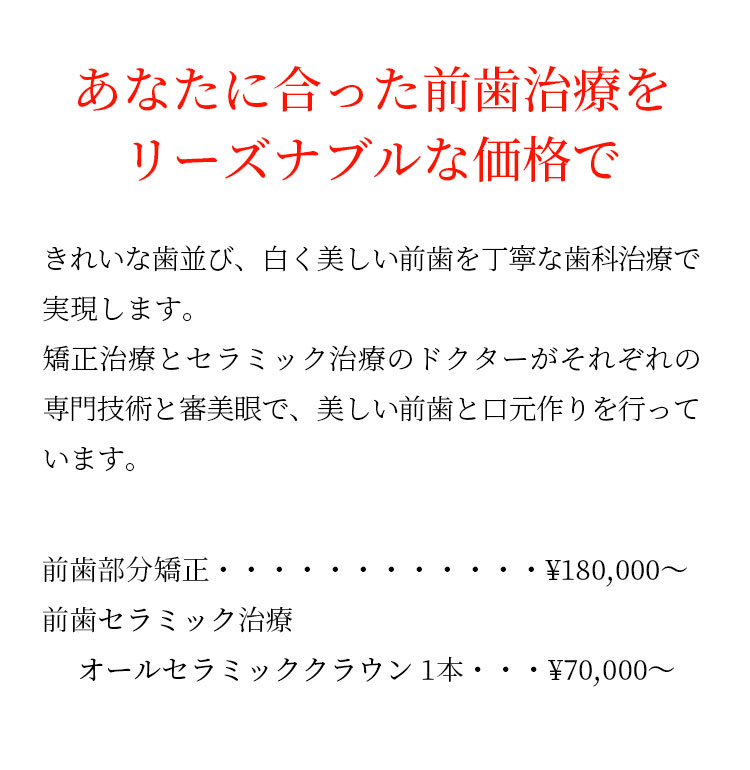 あなたに合った前歯治療を
リーズナブルな価格で
きれいな歯並び、白く美しい前歯を丁寧な歯科治療で
実現します。
矯正治療とセラミック治療のドクターがそれぞれの
専門技術と審美眼で、美しい前歯と口元作りを行って
います。
前歯部分矯正・・・・・・・・・・・・¥180,000〜
前歯セラミック治療
オールセラミッククラウン 1本・・・¥70,000〜